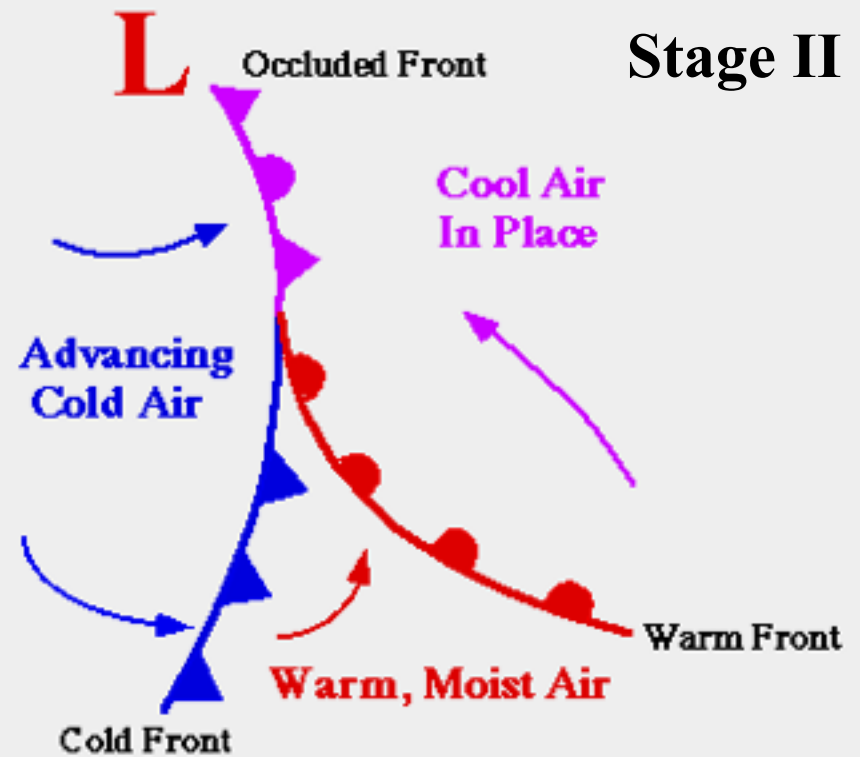 L
Occluded Front
Stage II
Cool Air
In Place
Advancing
Cold Air
Warm Front
Warm, Moist Air
Cold Front